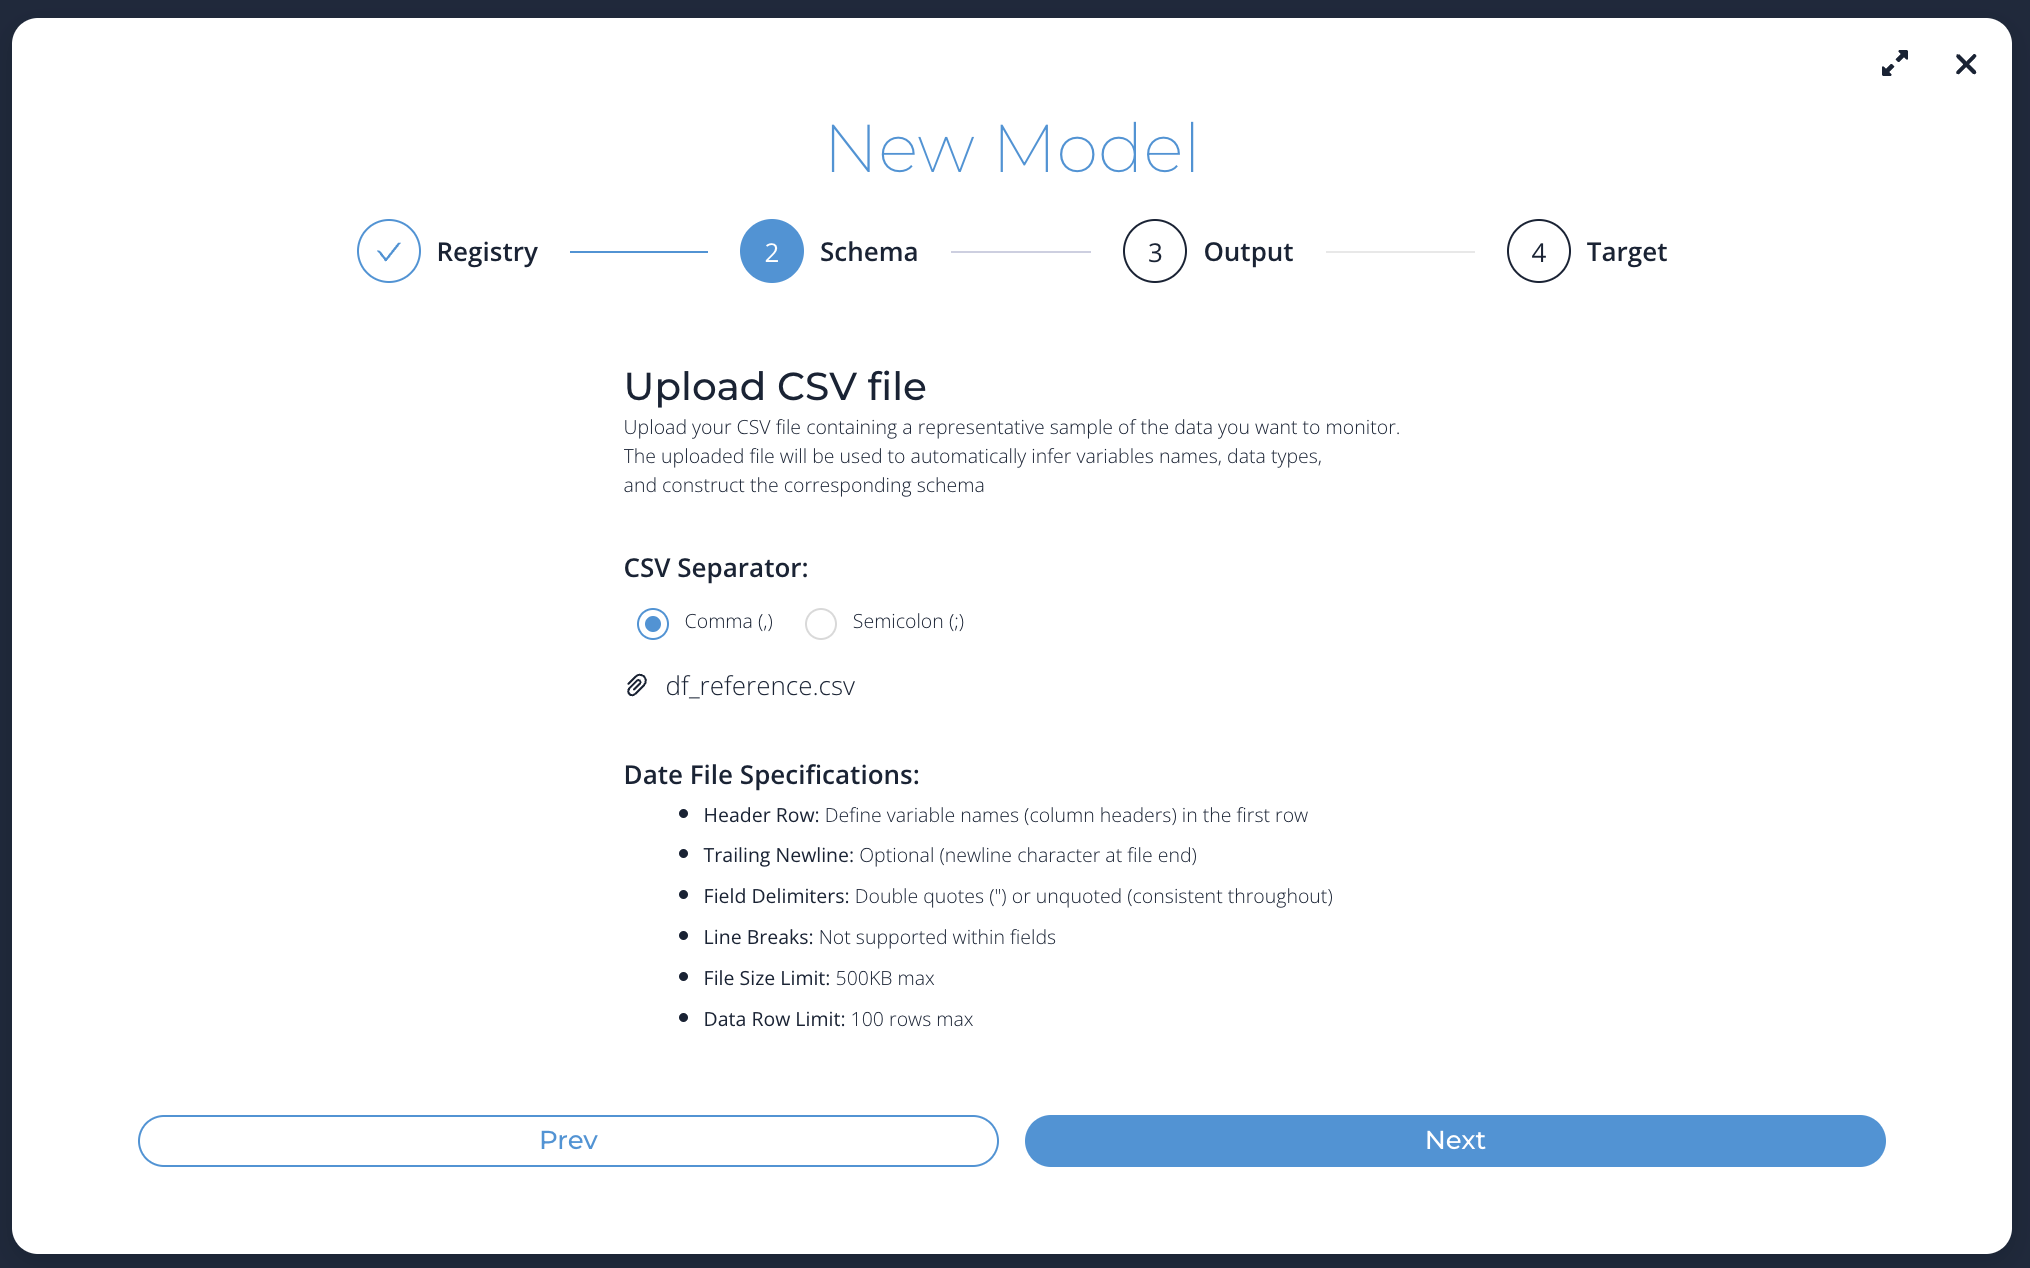 New Model
Registry
2 Schema
3 Output
4 Target
Upload CSV file
Upload your CSV file containing a representative sample of the data you want to monitor.
The uploaded file will be used to automatically infer variables names, data types,
and construct the corresponding schema
CSV Separator:
Comma (,) Semicolon (;)
df_reference.csv
Date File Specifications:
Header Row: Define variable names (column headers) in the first row
Trailing Newline: Optional (newline character at file end)
Field Delimiters: Double quotes (") or unquoted (consistent throughout)
Line Breaks: Not supported within fields
File Size Limit: 500KB max
Data Row Limit: 100 rows max
Prev
Next